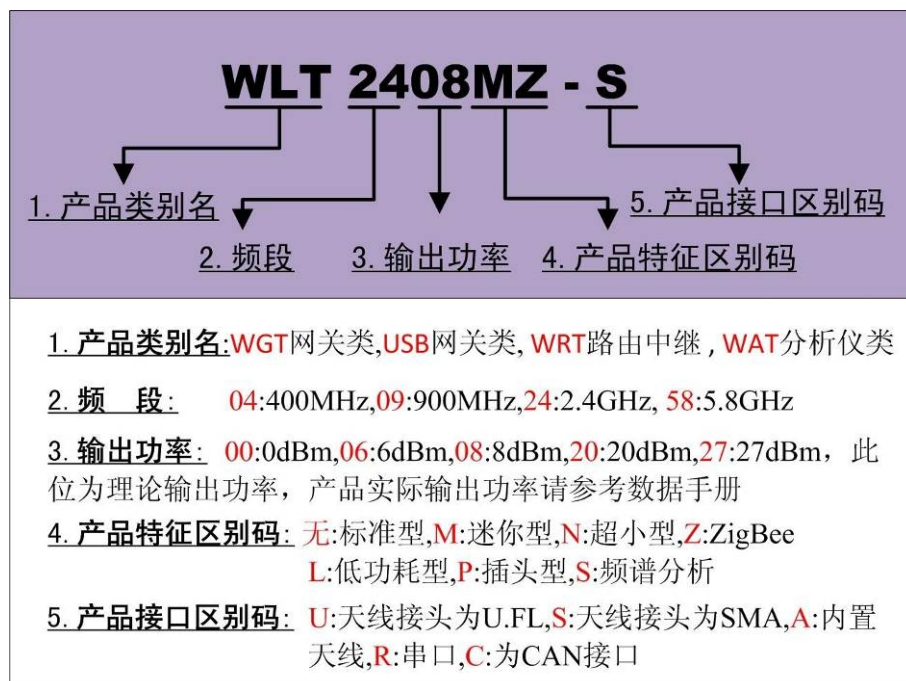 WLT 2408MZ - S
1. 产品类别名
5. 产品接口区别码
2. 频段
3. 输出功率
4. 产品特征区别码
1. 产品类别名:WGT网关类,USB网关类, WRT路由中继 , WAT分析仪类
2. 频 段: 04:400MHz,09:900MHz,24:2.4GHz, 58:5.8GHz
3. 输出功率: 00:0dBm,06:6dBm,08:8dBm,20:20dBm,27:27dBm，此
位为理论输出功率，产品实际输出功率请参考数据手册
4. 产品特征区别码: 无:标准型,M:迷你型,N:超小型,Z:ZigBee
L:低功耗型,P:插头型,S:频谱分析
5. 产品接口区别码: U:天线接头为U.FL,S:天线接头为SMA,A:内置
天线,R:串口,C:为CAN接口